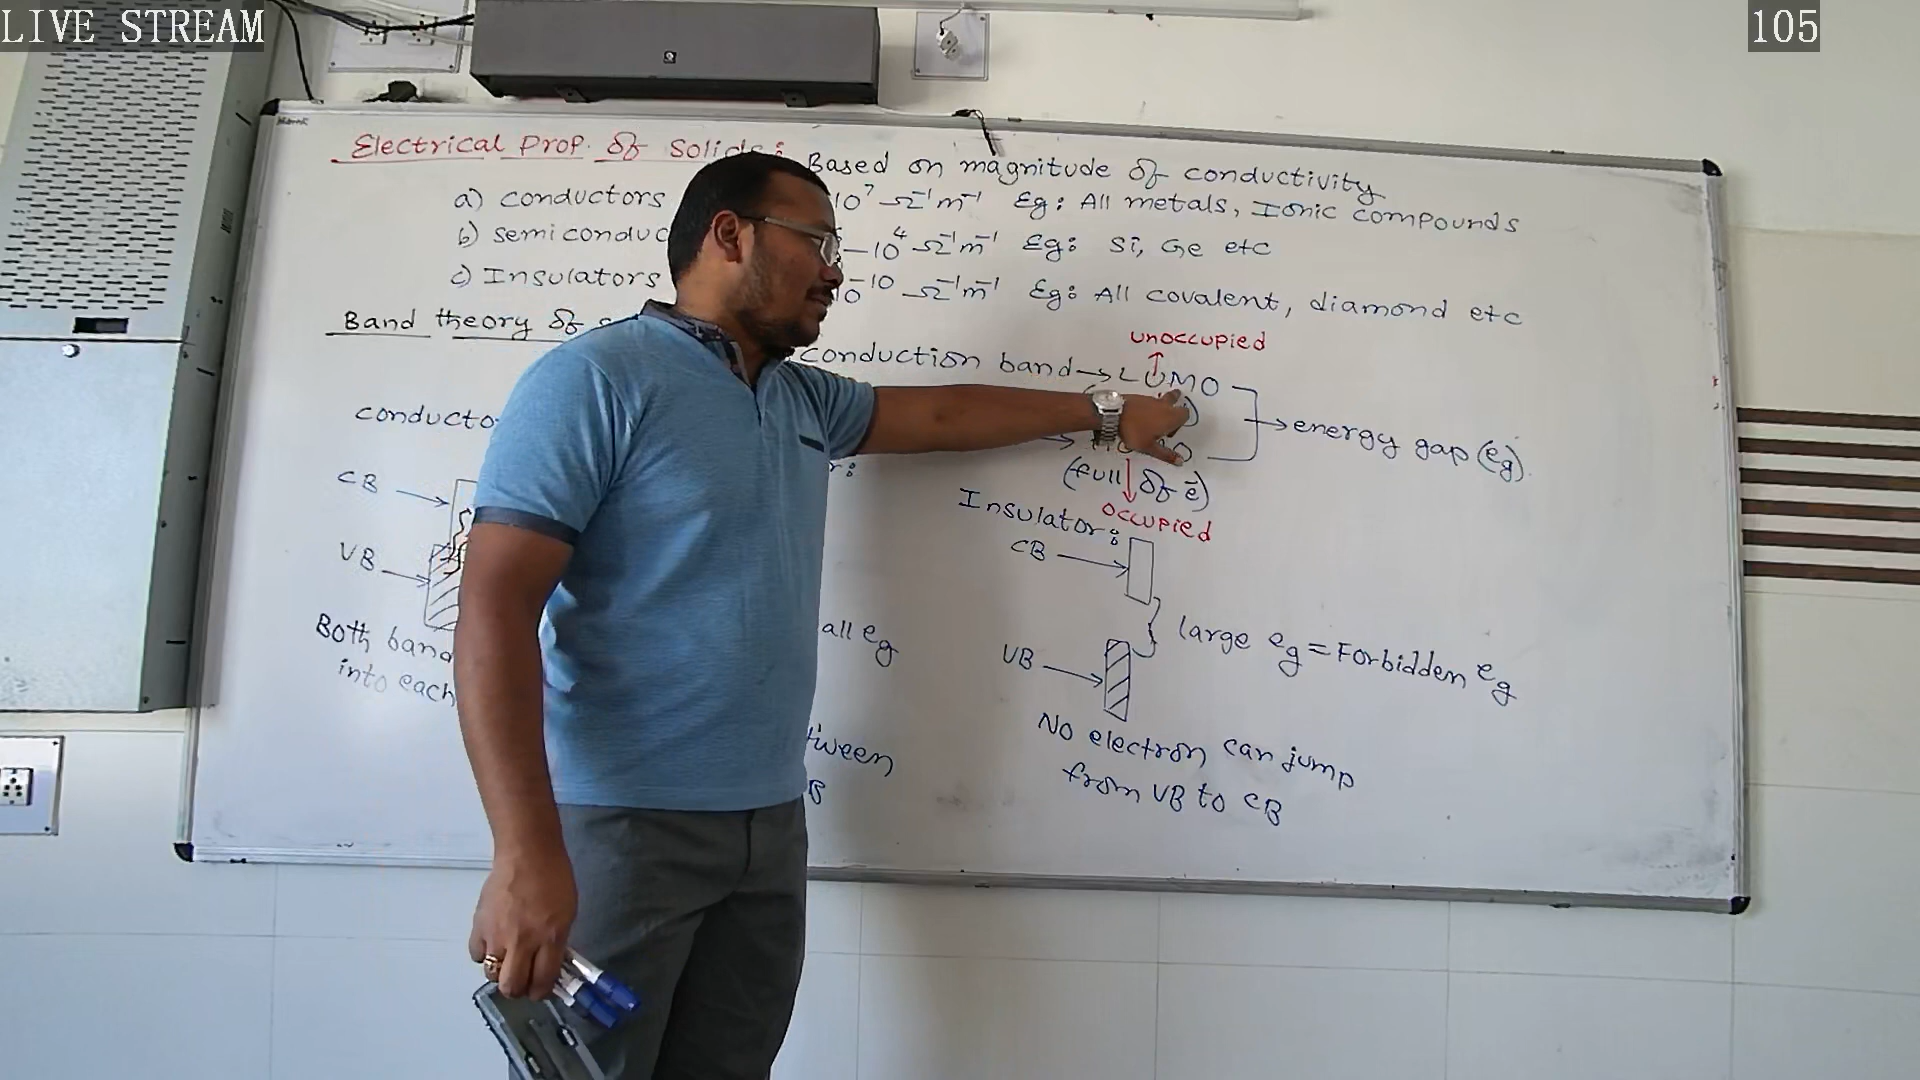 LIVE STREAM
105
Electrical Prop. Of Solids: Based on magnitude of conductivity
a) conductors 10⁷ Ω⁻¹m⁻¹ Eg: All metals, Ionic compounds
b) semiconduc – 10⁴ Ω⁻¹m⁻¹ Eg: Si, Ge etc
c) Insulators 10⁻¹⁰ Ω⁻¹m⁻¹ Eg: All covalent, diamond etc
Band theory of
unoccupied
conduction band → LUMO
→ energy gap (eg).
(full of e⁻)
occupied
conducto
CB
VB
Both band
into each
all eg
tween
B
Insulator:
CB
VB
large eg = Forbidden eg
No electron can jump
from VB to CB